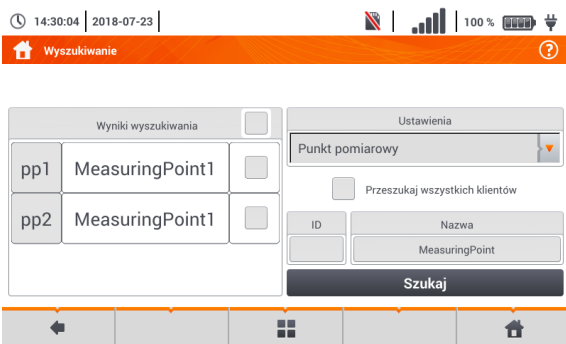 14:30:04 2018-07-23 100 %
Wyszukiwanie ?
Wyniki wyszukiwania
pp1 MeasuringPoint1
pp2 MeasuringPoint1
Ustawienia
Punkt pomiarowy
Przeszukaj wszystkich klientów
ID Nazwa
MeasuringPoint
Szukaj